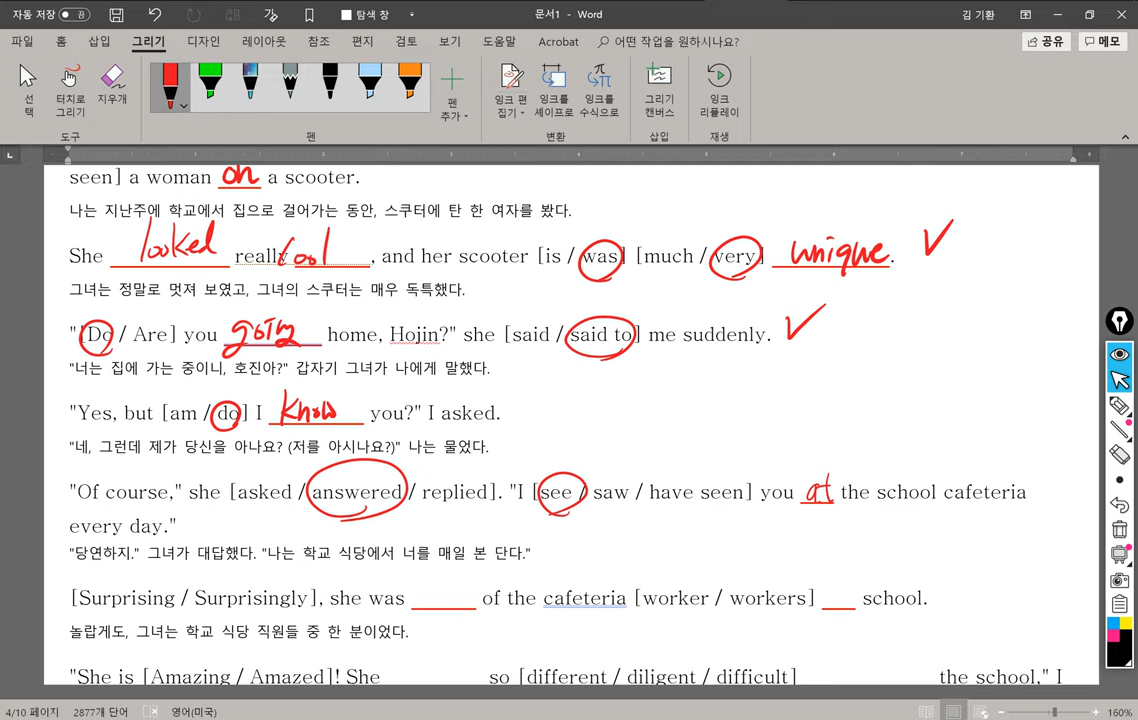 자동 저장 끔
탐색 창
문서1 - Word
김 기환
파일 홈 삽입 그리기 디자인 레이아웃 참조 편지 검토 보기 도움말 Acrobat 어떤 작업을 원하시나요? 공유 메모
선택
터치로 그리기
지우개
펜 추가
잉크 편집기
잉크를 셰이프로
잉크를 수식으로
그리기 캔버스
잉크 리플레이
도구 펜 변환 삽입 재생
seen] a woman on a scooter.
나는 지난주에 학교에서 집으로 걸어가는 동안, 스쿠터에 탄 한 여자를 봤다.
She looked really cool, and her scooter [is / was] [much / very] unique.
그녀는 정말로 멋져 보였고, 그녀의 스쿠터는 매우 독특했다.
"[Do / Are] you going home, Hojin?" she [said / said to] me suddenly.
"너는 집에 가는 중이니, 호진아?" 갑자기 그녀가 나에게 말했다.
"Yes, but [am / do] I know you?" I asked.
"네, 그런데 제가 당신을 아나요? (저를 아시나요?)" 나는 물었다.
"Of course," she [asked / answered / replied]. "I [see / saw / have seen] you at the school cafeteria
every day."
"당연하지." 그녀가 대답했다. "나는 학교 식당에서 너를 매일 본 단다."
[Surprising / Surprisingly], she was ______ of the cafeteria [worker / workers] ___ school.
놀랍게도, 그녀는 학교 식당 직원들 중 한 분이었다.
"She is [Amazing / Amazed]! She so [different / diligent / difficult] the school," I
4/10 페이지 2877개 단어 영어(미국) 160%